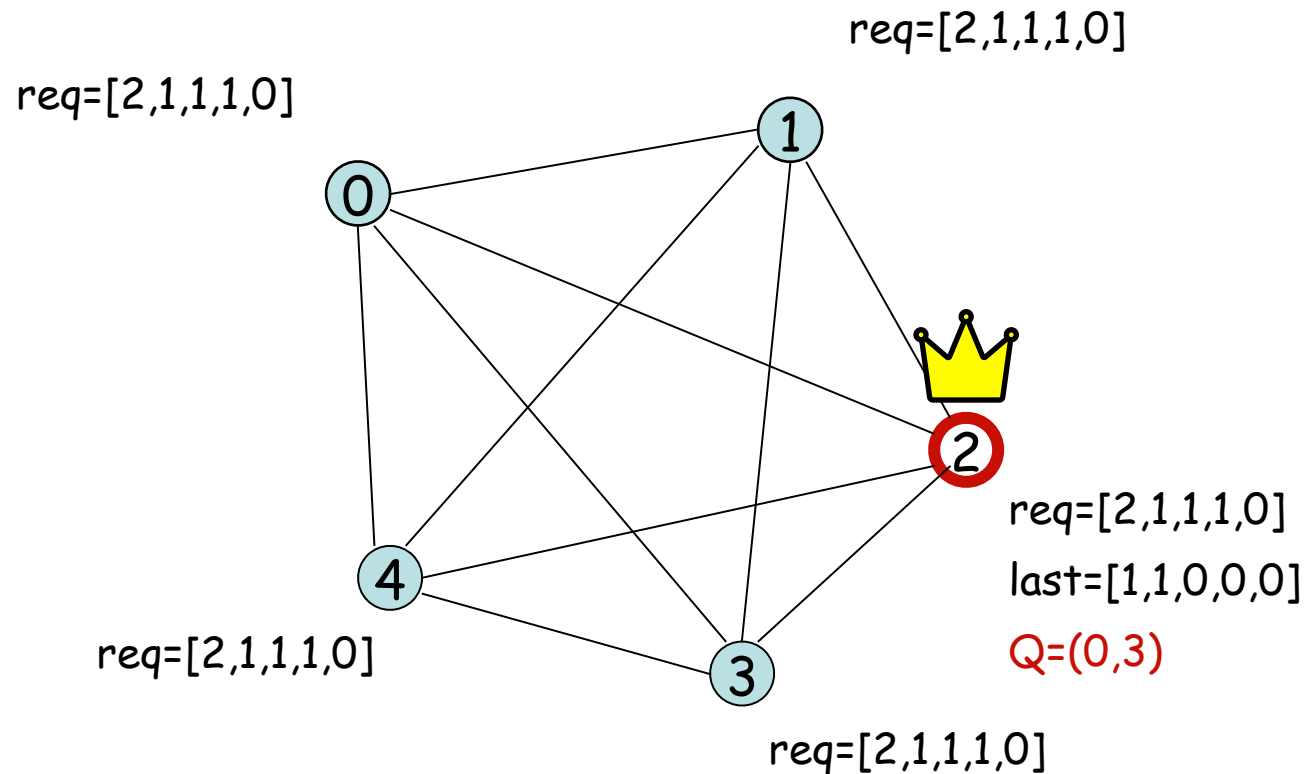 req=[2,1,1,1,0]
req=[2,1,1,1,0]
1
0
2
req=[2,1,1,1,0]
last=[1,1,0,0,0]
Q=(0,3)
4
req=[2,1,1,1,0]
3
req=[2,1,1,1,0]